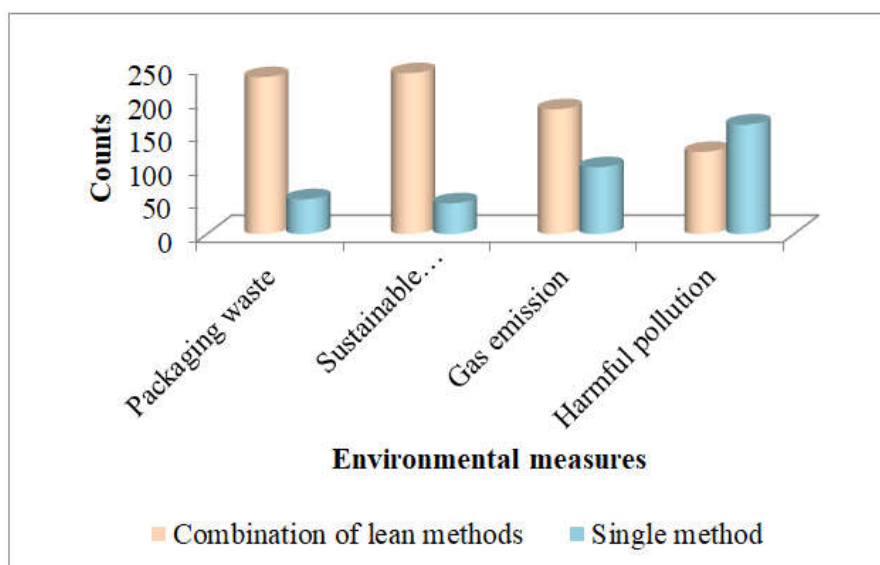 250
200
150
100
50
0
Counts
Packaging waste
Sustainable…
Gas emission
Harmful pollution
Environmental measures
Combination of lean methods
Single method